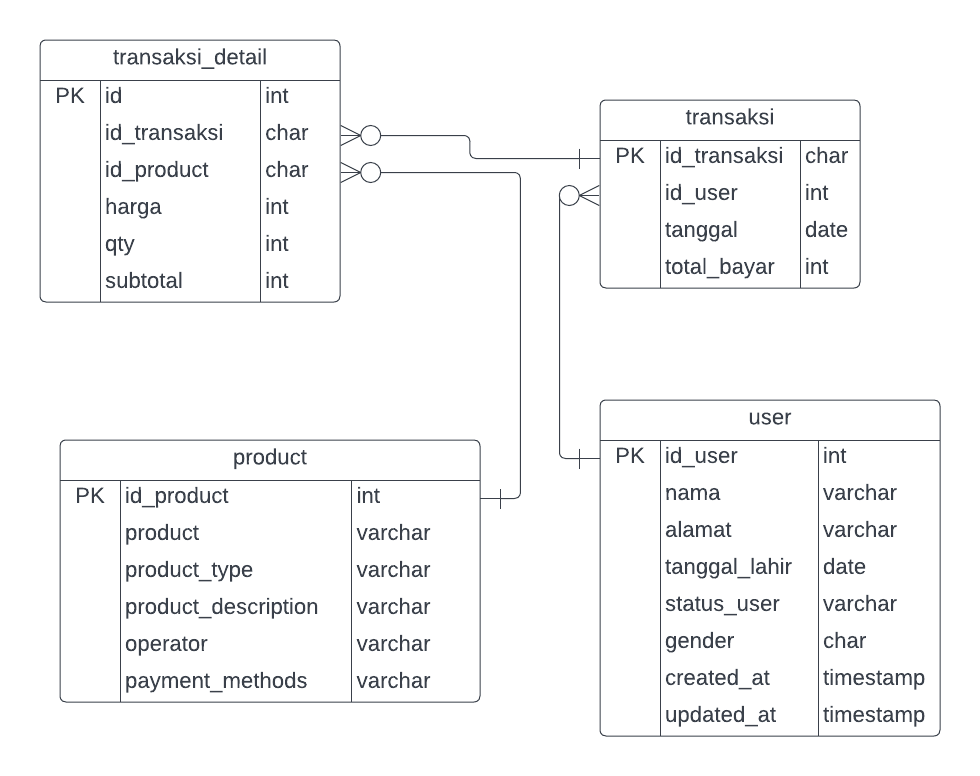 transaksi_detail
PK id int
id_transaksi char
id_product char
harga int
qty int
subtotal int
transaksi
PK id_transaksi char
id_user int
tanggal date
total_bayar int
product
PK id_product int
product varchar
product_type varchar
product_description varchar
operator varchar
payment_methods varchar
user
PK id_user int
nama varchar
alamat varchar
tanggal_lahir date
status_user varchar
gender char
created_at timestamp
updated_at timestamp